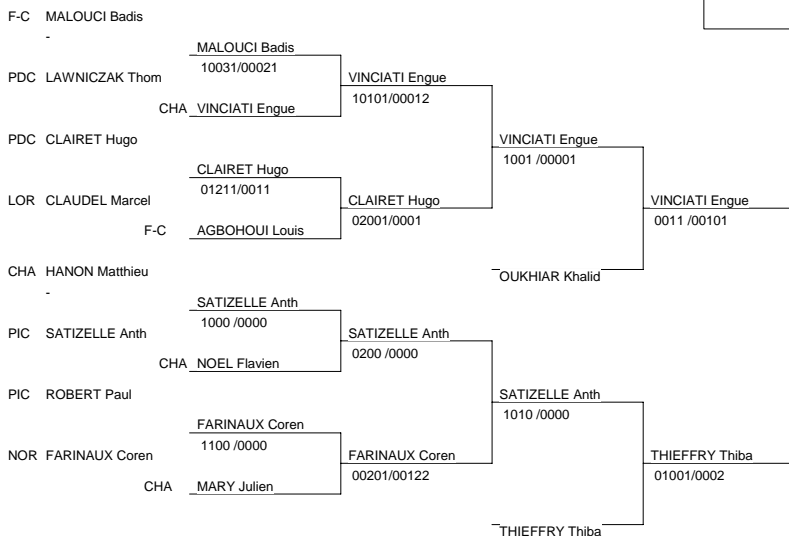 F-C MALOUCI Badis
-
MALOUCI Badis
10031/00021
PDC LAWNICZAK Thom
VINCIATI Engue
10101/00012
CHA VINCIATI Engue
PDC CLAIRET Hugo
VINCIATI Engue
1001 /00001
CLAIRET Hugo
01211/0011
LOR CLAUDEL Marcel
CLAIRET Hugo
02001/0001
VINCIATI Engue
0011 /00101
F-C AGBOHOUI Louis
CHA HANON Matthieu
OUKHIAR Khalid
-
SATIZELLE Anth
1000 /0000
PIC SATIZELLE Anth
SATIZELLE Anth
0200 /0000
CHA NOEL Flavien
PIC ROBERT Paul
SATIZELLE Anth
1010 /0000
FARINAUX Coren
1100 /0000
NOR FARINAUX Coren
FARINAUX Coren
00201/00122
THIEFFRY Thiba
01001/0002
CHA MARY Julien
THIEFFRY Thiba